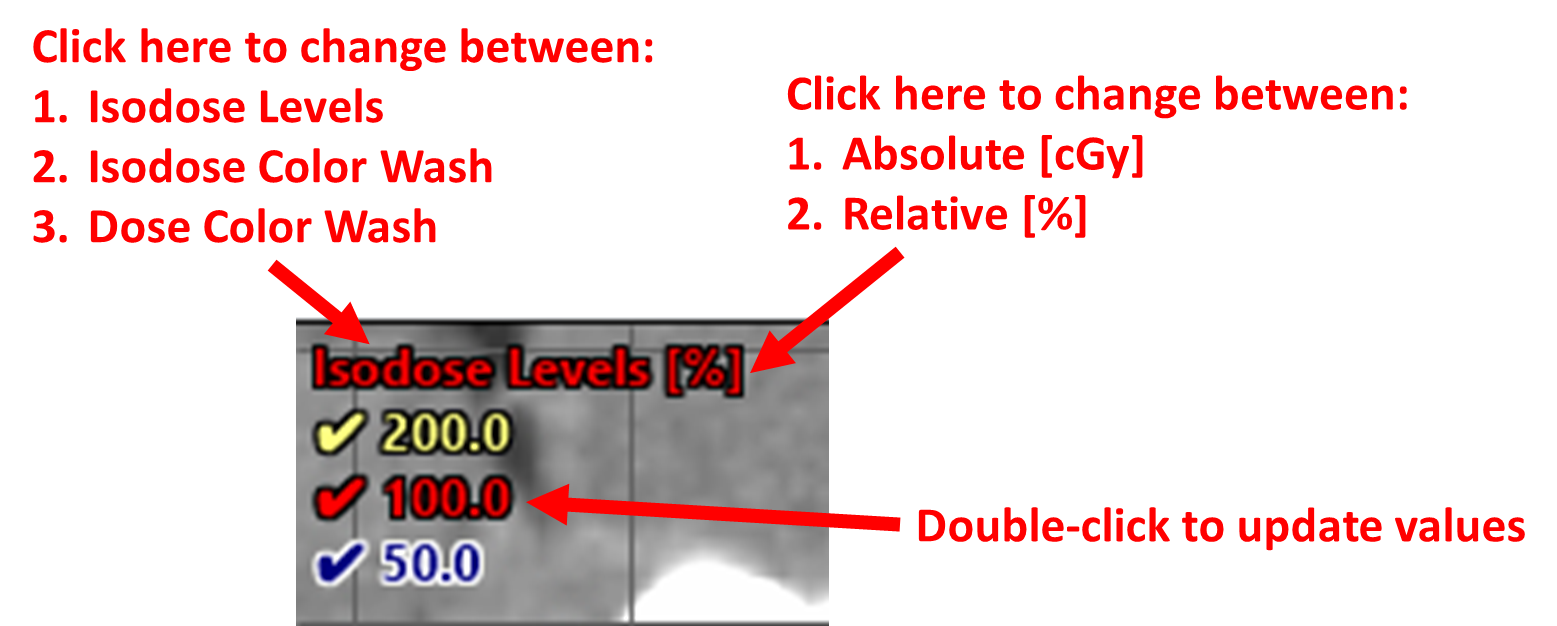 Click here to change between:
1. Isodose Levels
2. Isodose Color Wash
3. Dose Color Wash
Click here to change between:
1. Absolute [cGy]
2. Relative [%]
Isodose Levels [%]
✔ 200.0
✔ 100.0
✔ 50.0
Double-click to update values